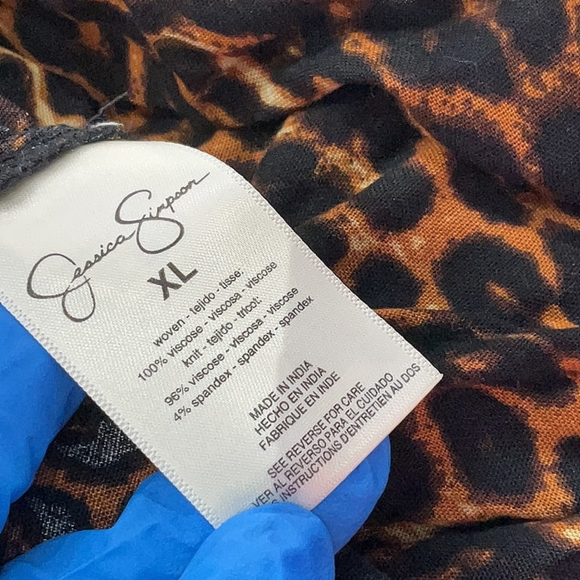 Jessica Simpson
XL
woven - tejido - tisse:
100% viscose - viscosa - viscose
knit - tejido - tricot:
96% viscose - viscosa - viscose
4% spandex - spandex - spandex
MADE IN INDIA
HECHO EN INDIA
FABRIQUE EN INDE
SEE REVERSE FOR CARE
VER AL REVERSO PARA EL CUIDADO
INSTRUCTIONS D'ENTRETIEN AU DOS